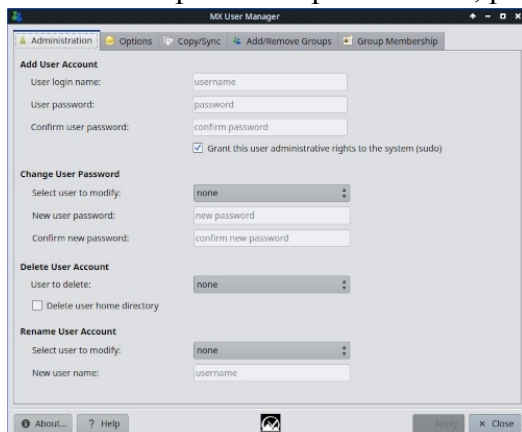 MX User Manager
Administration Options Copy/Sync Add/Remove Groups Group Membership
Add User Account
User login name: username
User password: password
Confirm user password: confirm password
Grant this user administrative rights to the system (sudo)
Change User Password
Select user to modify: none
New user password: new password
Confirm new password: confirm new password
Delete User Account
User to delete: none
Delete user home directory
Rename User Account
Select user to modify: none
New user name: username
About... ? Help Apply × Close